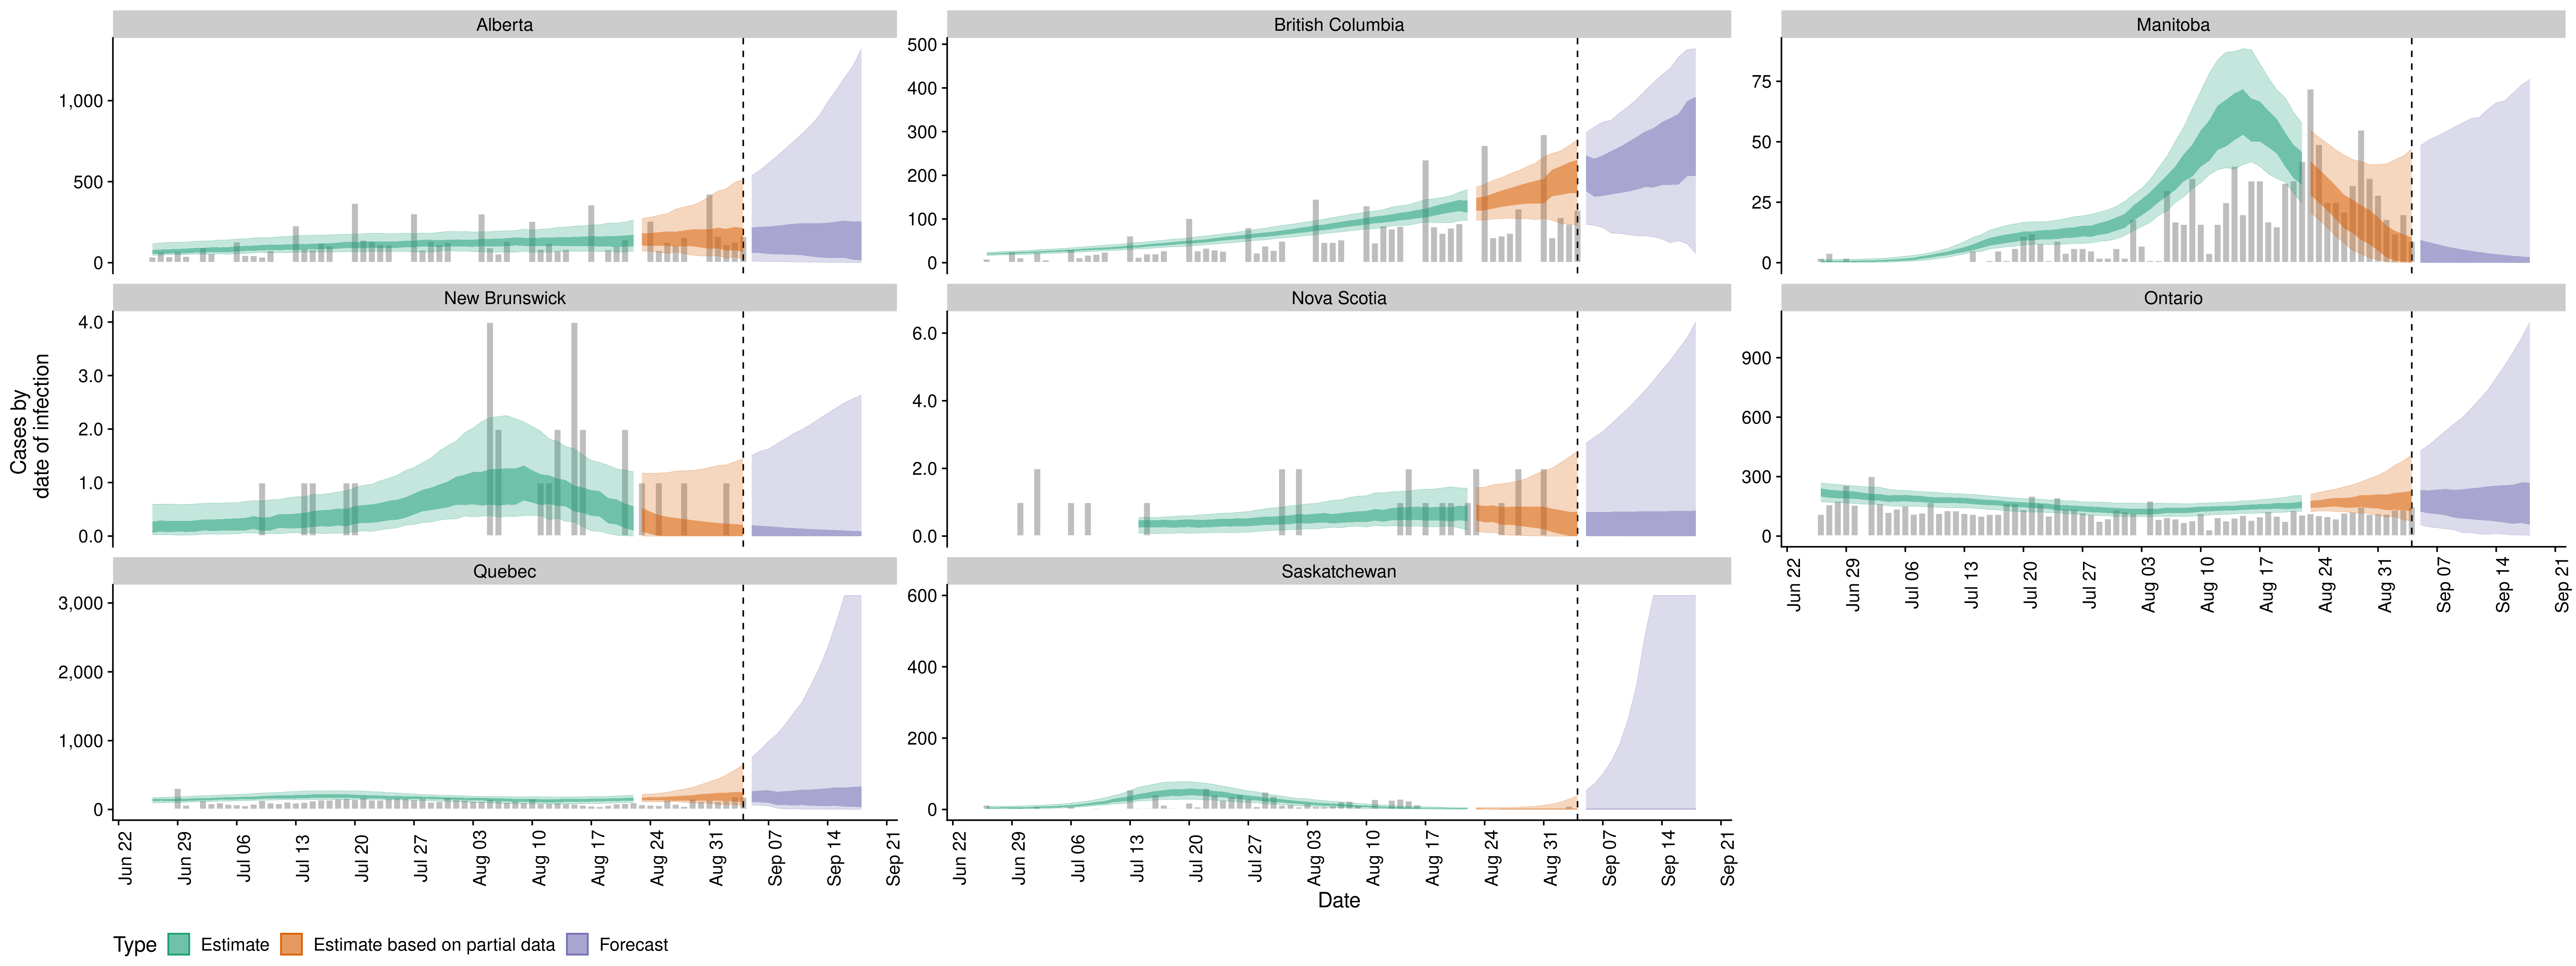 Alberta
British Columbia
Manitoba
1,000
500
0
500
400
300
200
100
0
75
50
25
0
New Brunswick
Nova Scotia
Ontario
Cases by
date of infection
4.0
3.0
2.0
1.0
0.0
6.0
4.0
2.0
0.0
900
600
300
0
Jun 22
Jun 29
Jul 06
Jul 13
Jul 20
Jul 27
Aug 03
Aug 10
Aug 17
Aug 24
Aug 31
Sep 07
Sep 14
Sep 21
Quebec
Saskatchewan
3,000
2,000
1,000
0
600
400
200
0
Jun 22
Jun 29
Jul 06
Jul 13
Jul 20
Jul 27
Aug 03
Aug 10
Aug 17
Aug 24
Aug 31
Sep 07
Sep 14
Sep 21
Jun 22
Jun 29
Jul 06
Jul 13
Jul 20
Jul 27
Aug 03
Aug 10
Aug 17
Aug 24
Aug 31
Sep 07
Sep 14
Sep 21
Date
Type Estimate Estimate based on partial data Forecast